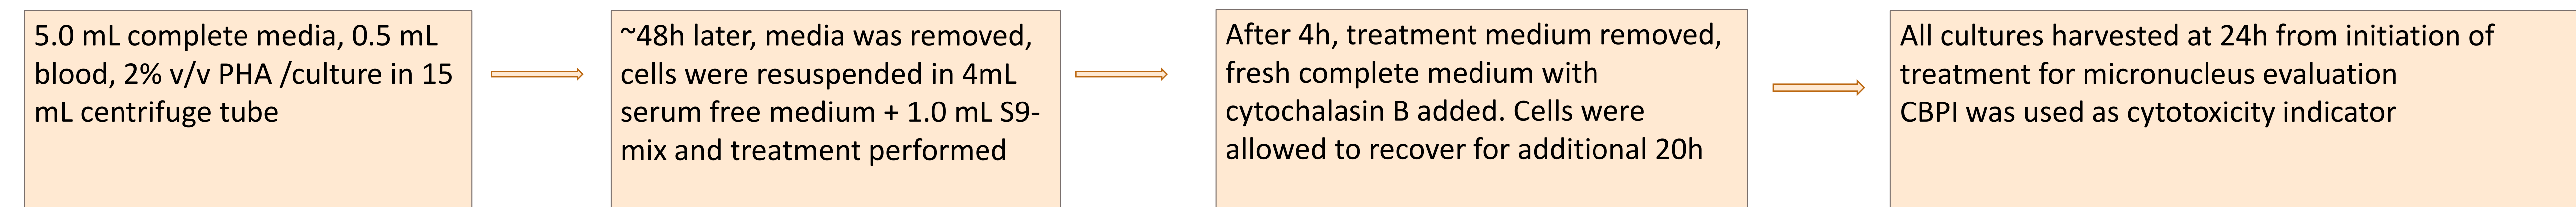 5.0 mL complete media, 0.5 mL
blood, 2% v/v PHA /culture in 15
mL centrifuge tube
~48h later, media was removed,
cells were resuspended in 4mL
serum free medium + 1.0 mL S9-
mix and treatment performed
After 4h, treatment medium removed,
fresh complete medium with
cytochalasin B added. Cells were
allowed to recover for additional 20h
All cultures harvested at 24h from initiation of
treatment for micronucleus evaluation
CBPI was used as cytotoxicity indicator